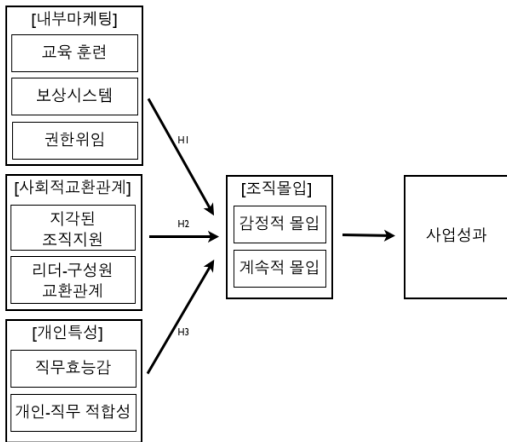 [내부마케팅]
교육 훈련
보상시스템
권한위임
H1
[사회적교환관계]
지각된
조직지원
리더-구성원
교환관계
H2
[개인특성]
직무효능감
개인-직무 적합성
H3
[조직몰입]
감정적 몰입
계속적 몰입
사업성과